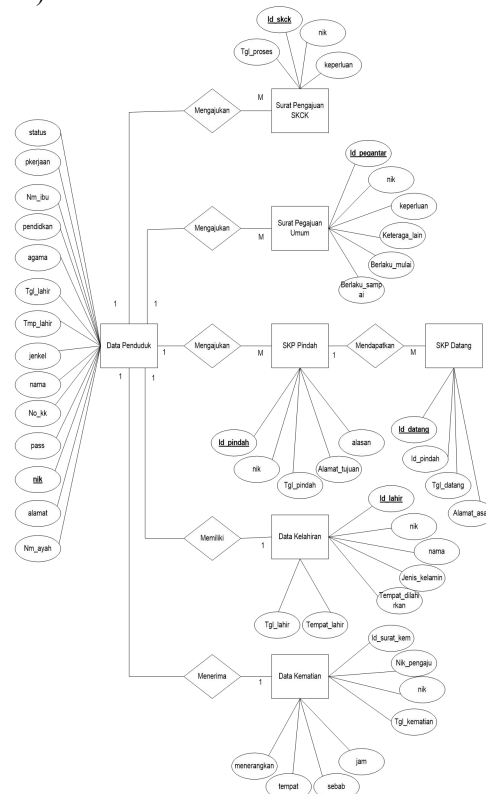 )
Id_skck
nik
Tgl_proses
keperluan
Mengajukan
M
Surat Pengajuan
SKCK
status
pkerjaan
Nm_ibu
pendidkan
agama
Tgl_lahir
Tmp_lahir
jenkel
nama
No_kk
pass
nik
alamat
Nm_ayah
Data Penduduk
1
1
1
1
1
Id_pegantar
nik
keperluan
Keteraga_lain
Berlaku_mulai
Berlaku_samp
ai
Mengajukan
M
Surat Pegajuan
Umum
Mengajukan
M
SKP Pindah
1
Mendapatkan
M
SKP Datang
Id_pindah
nik
Tgl_pindah
Alamat_tujuan
alasan
Id_datang
Id_pindah
Tgl_datang
Alamat_asa
Memiliki
1
Data Kelahiran
Id_lahir
nik
nama
Jenis_kelamin
Tempat_dilahi
rkan
Tgl_lahir
Tempat_lahir
Menerima
1
Data Kematian
Id_surat_kem
Nik_pengaju
nik
Tgl_kematian
menerangkan
tempat
sebab
jam